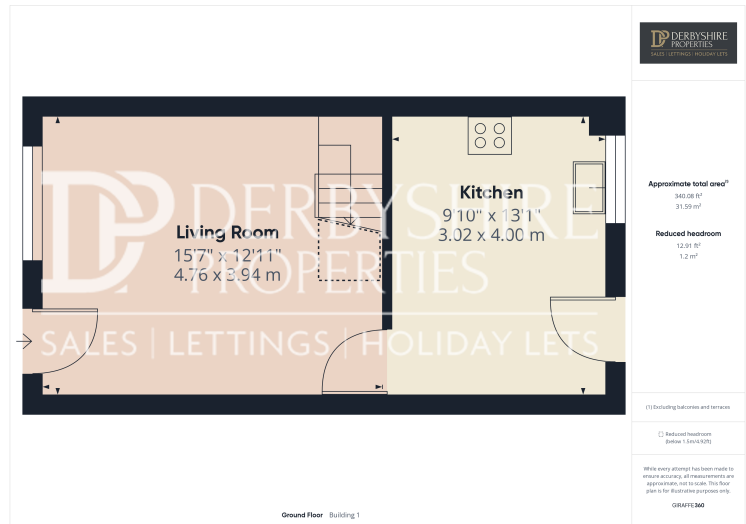 DP DERBYSHIRE
PROPERTIES
SALES | LETTINGS | HOLIDAY LETS
DERBYSHIRE
PROPERTIES
SALES | LETTINGS | HOLIDAY LETS
Living Room
15'7" x 12'11"
4.76 x 3.94 m
Kitchen
9'10" x 13'1"
3.02 x 4.00 m
Approximate total area⁽¹⁾
340.08 ft²
31.59 m²
Reduced headroom
12.91 ft²
1.2 m²
(1) Excluding balconies and terraces
Reduced headroom
(below 1.5m/4.92ft)
While every attempt has been made to
ensure accuracy, all measurements are
approximate, not to scale. This floor
plan is for illustrative purposes only.
GIRAFFE360
Ground Floor Building 1